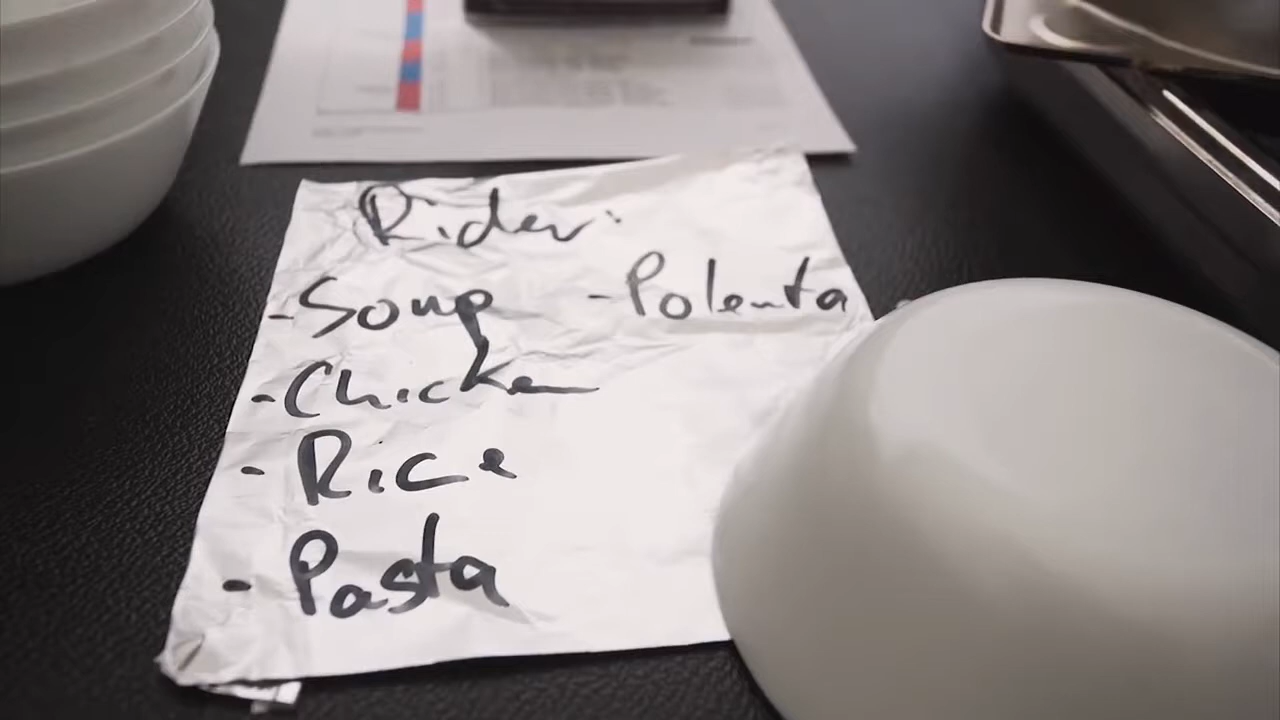 Rider:
- Soup - Polenta
- Chicken
- Rice
- Pasta